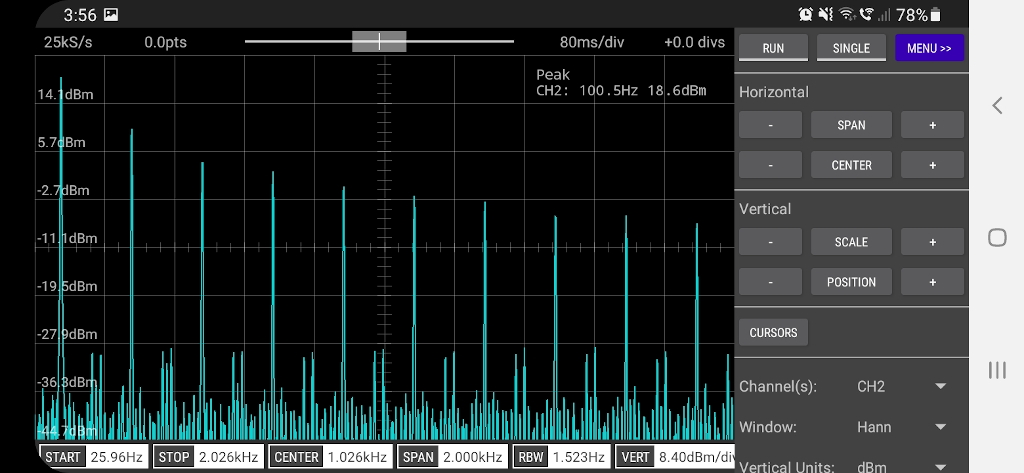 3:56 78%
25kS/s 0.0pts 80ms/div +0.0 divs
RUN SINGLE MENU >>
Peak
CH2: 100.5Hz 18.6dBm
14.1dBm
5.7dBm
-2.7dBm
-11.1dBm
-19.5dBm
-27.9dBm
-36.3dBm
-44.7dBm
Horizontal
- SPAN +
- CENTER +
Vertical
- SCALE +
- POSITION +
CURSORS
Channel(s): CH2
Window: Hann
Vertical Units: dBm
START 25.96Hz STOP 2.026kHz CENTER 1.026kHz SPAN 2.000kHz RBW 1.523Hz VERT 8.40dBm/div